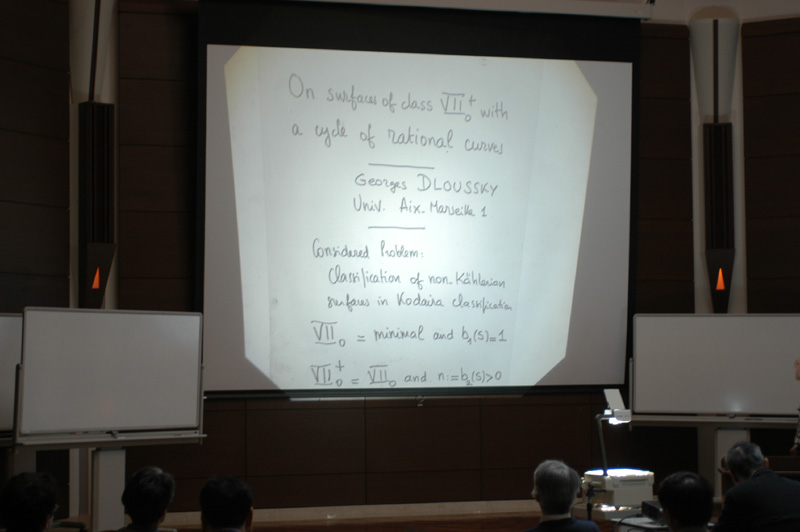 On surfaces of class VII₀⁺ with
a cycle of rational curves
Georges DLOUSSKY
Univ. Aix-Marseille 1
Considered Problem:
Classification of non-Kählerian
surfaces in Kodaira classification
VII₀ = minimal and b₁(S)=1
VII₀⁺ = VII₀ and n:=b₂(S)>0